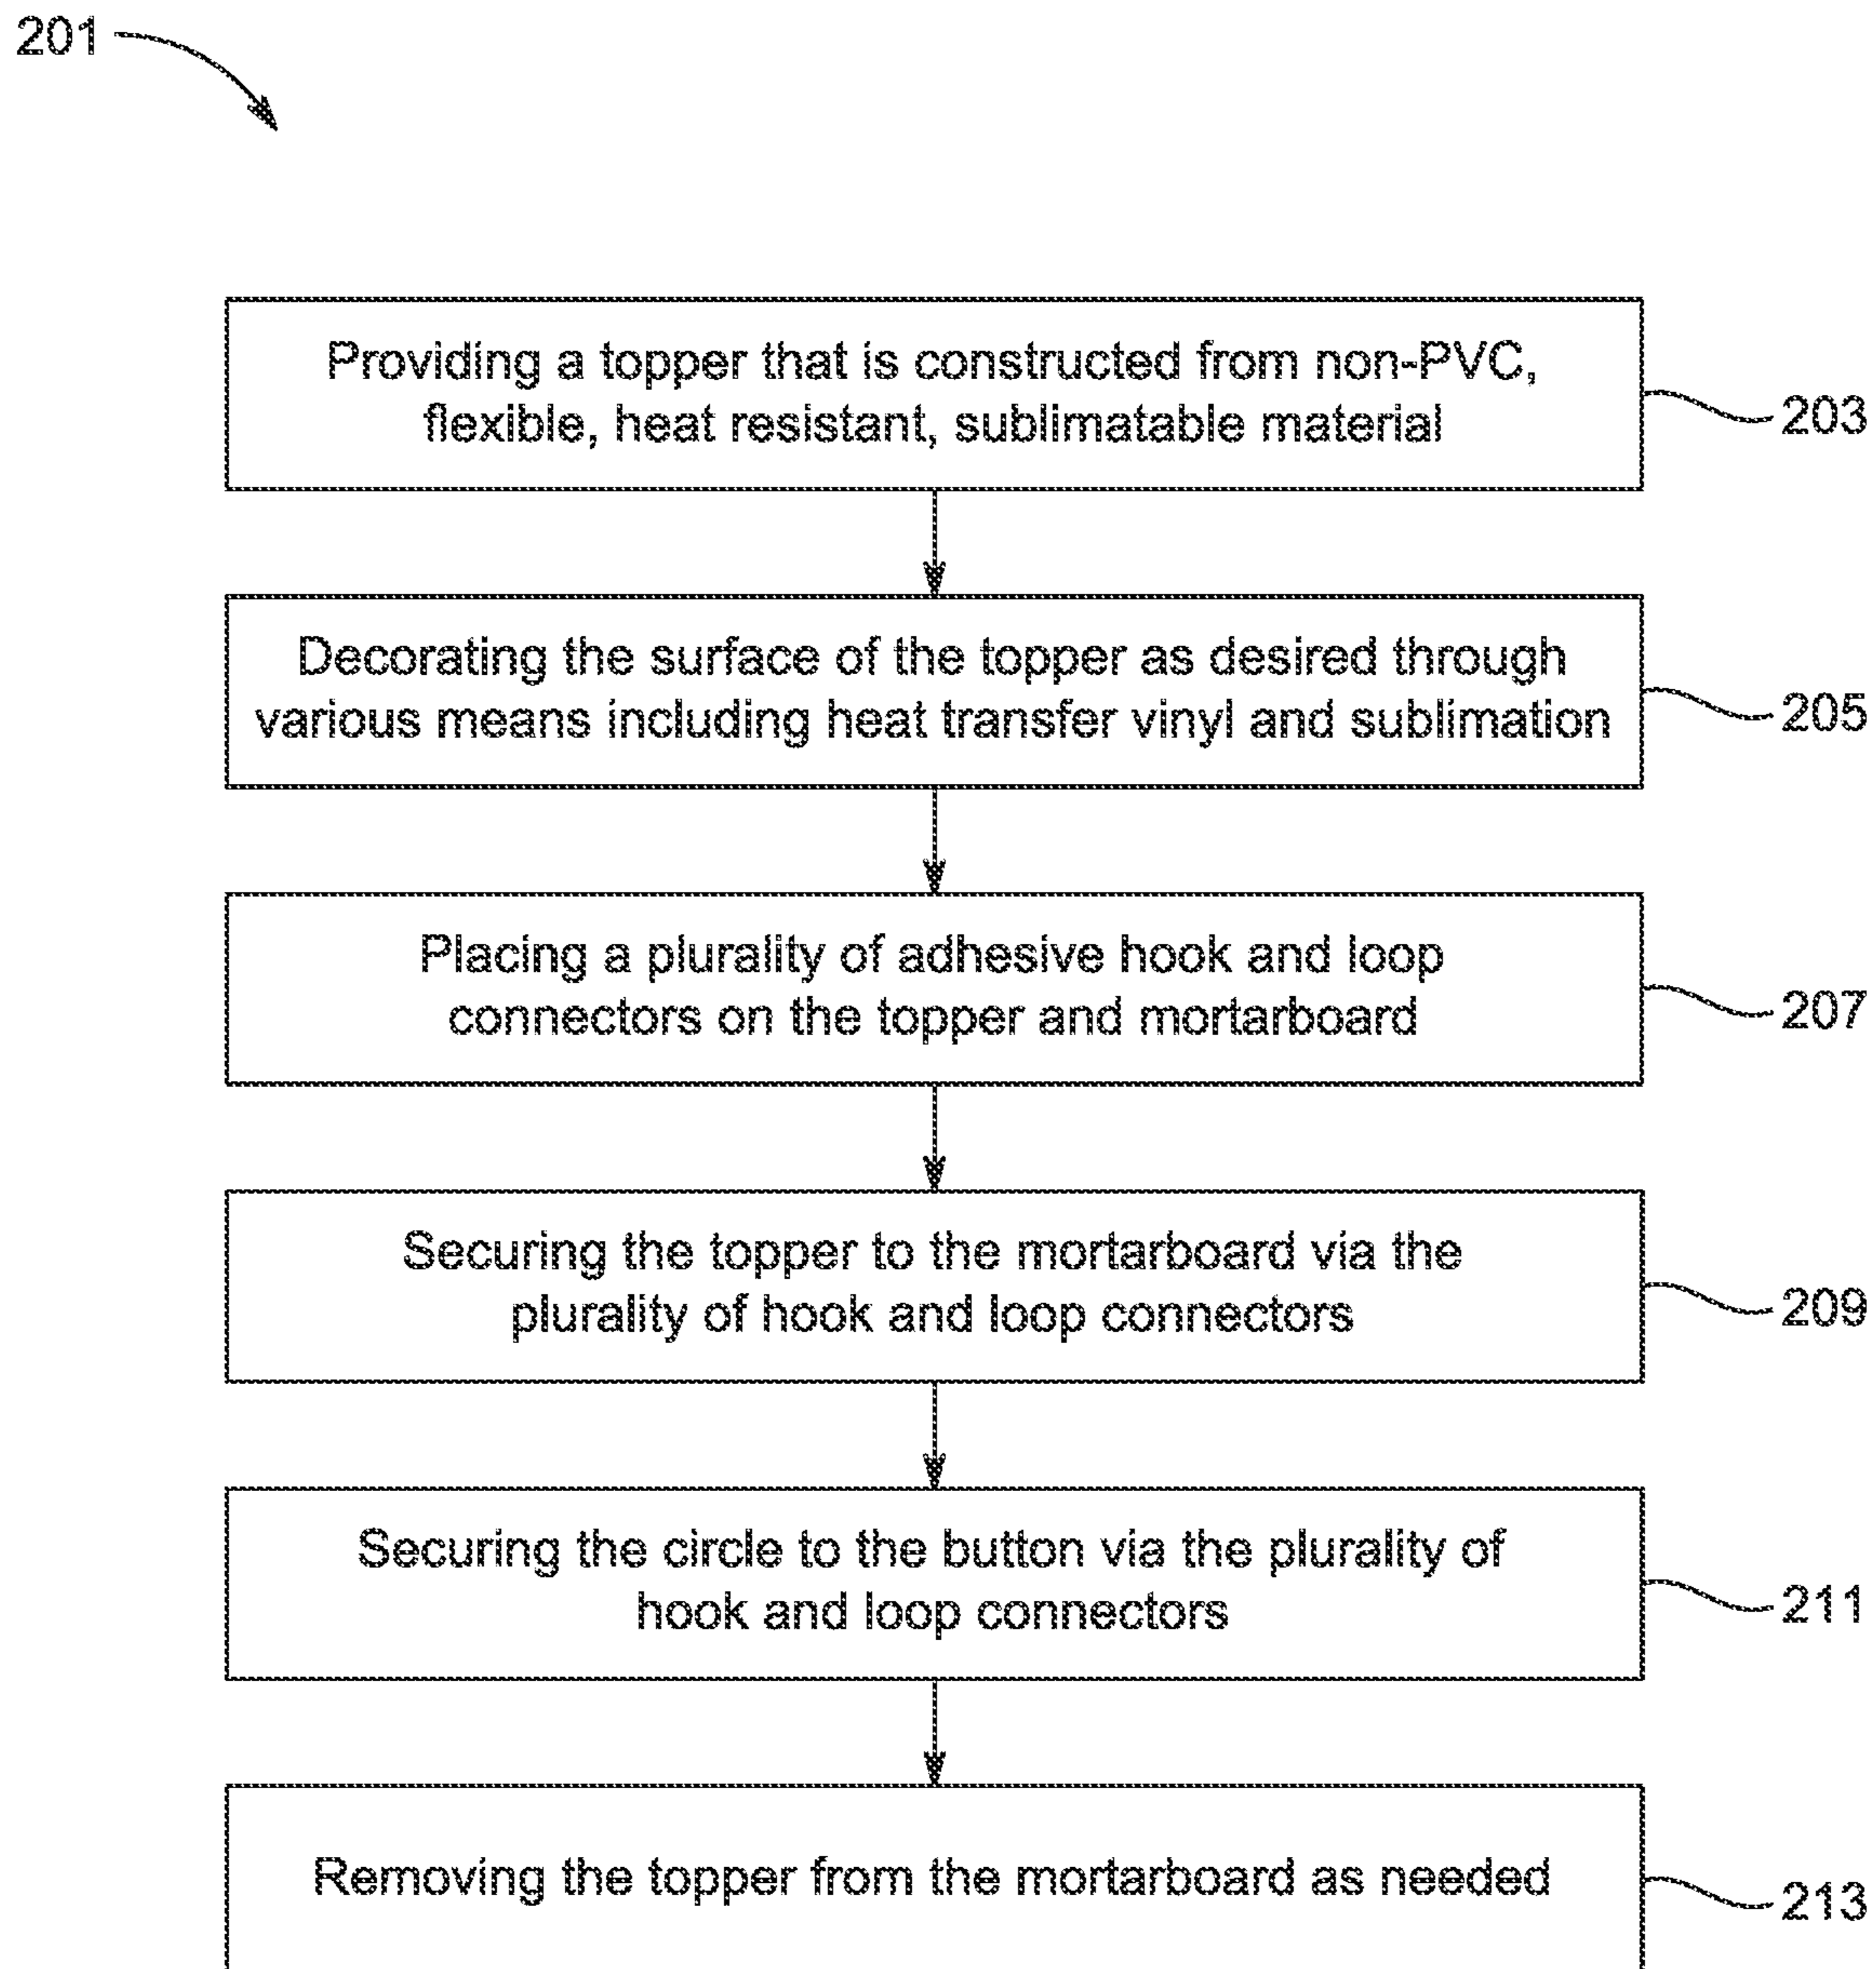 201
Providing a topper that is constructed from non-PVC,
flexible, heat resistant, sublimatable material
203
Decorating the surface of the topper as desired through
various means including heat transfer vinyl and sublimation
205
Placing a plurality of adhesive hook and loop
connectors on the topper and mortarboard
207
Securing the topper to the mortarboard via the
plurality of hook and loop connectors
209
Securing the circle to the button via the plurality of
hook and loop connectors
211
Removing the topper from the mortarboard as needed
213